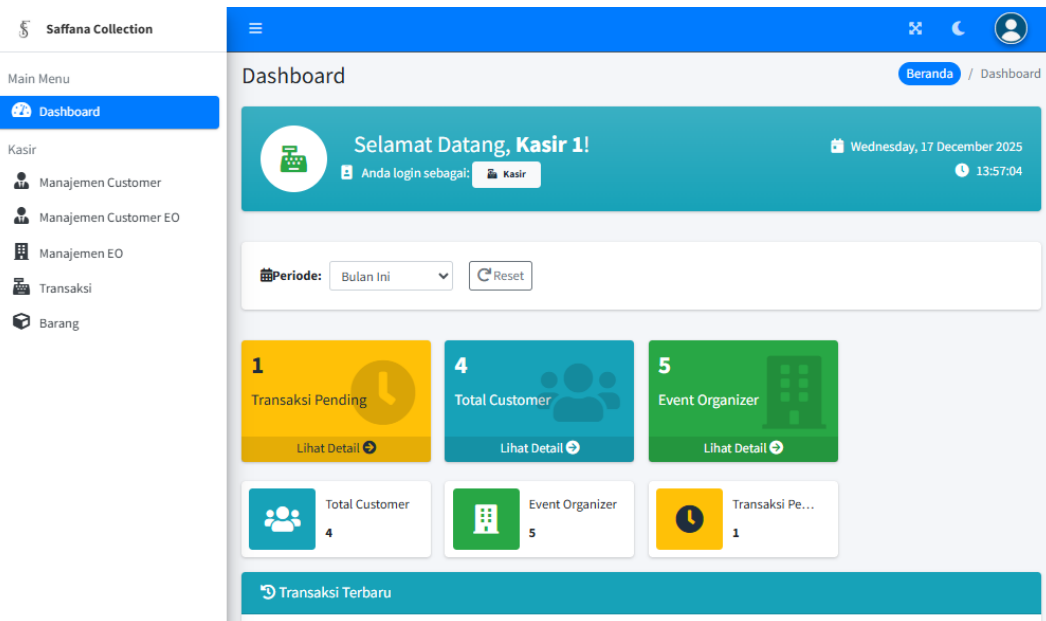 Saffana Collection
Main Menu
Dashboard
Kasir
Manajemen Customer
Manajemen Customer EO
Manajemen EO
Transaksi
Barang
Dashboard
Beranda / Dashboard
Selamat Datang, Kasir 1!
Anda login sebagai: Kasir
Wednesday, 17 December 2025
13:57:04
Periode: Bulan Ini Reset
1
Transaksi Pending
Lihat Detail
4
Total Customer
Lihat Detail
5
Event Organizer
Lihat Detail
Total Customer
4
Event Organizer
5
Transaksi Pe...
1
Transaksi Terbaru